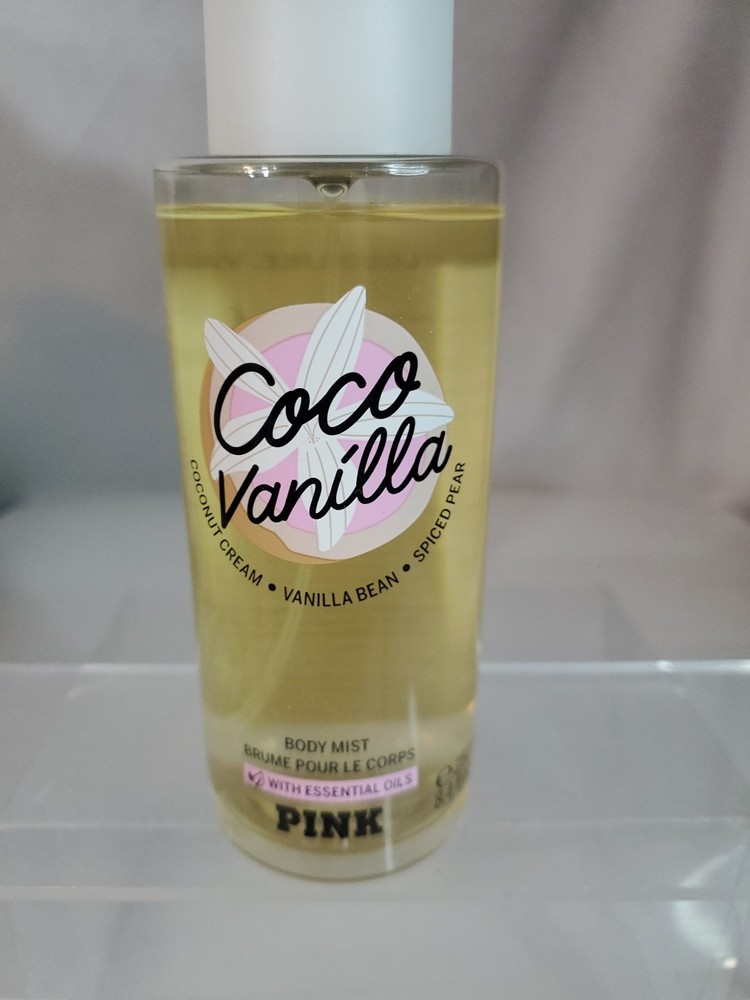 Coco
Vanilla
COCONUT CREAM • VANILLA BEAN • SPICED PEAR
BODY MIST
BRUME POUR LE CORPS
WITH ESSENTIAL OILS
PINK